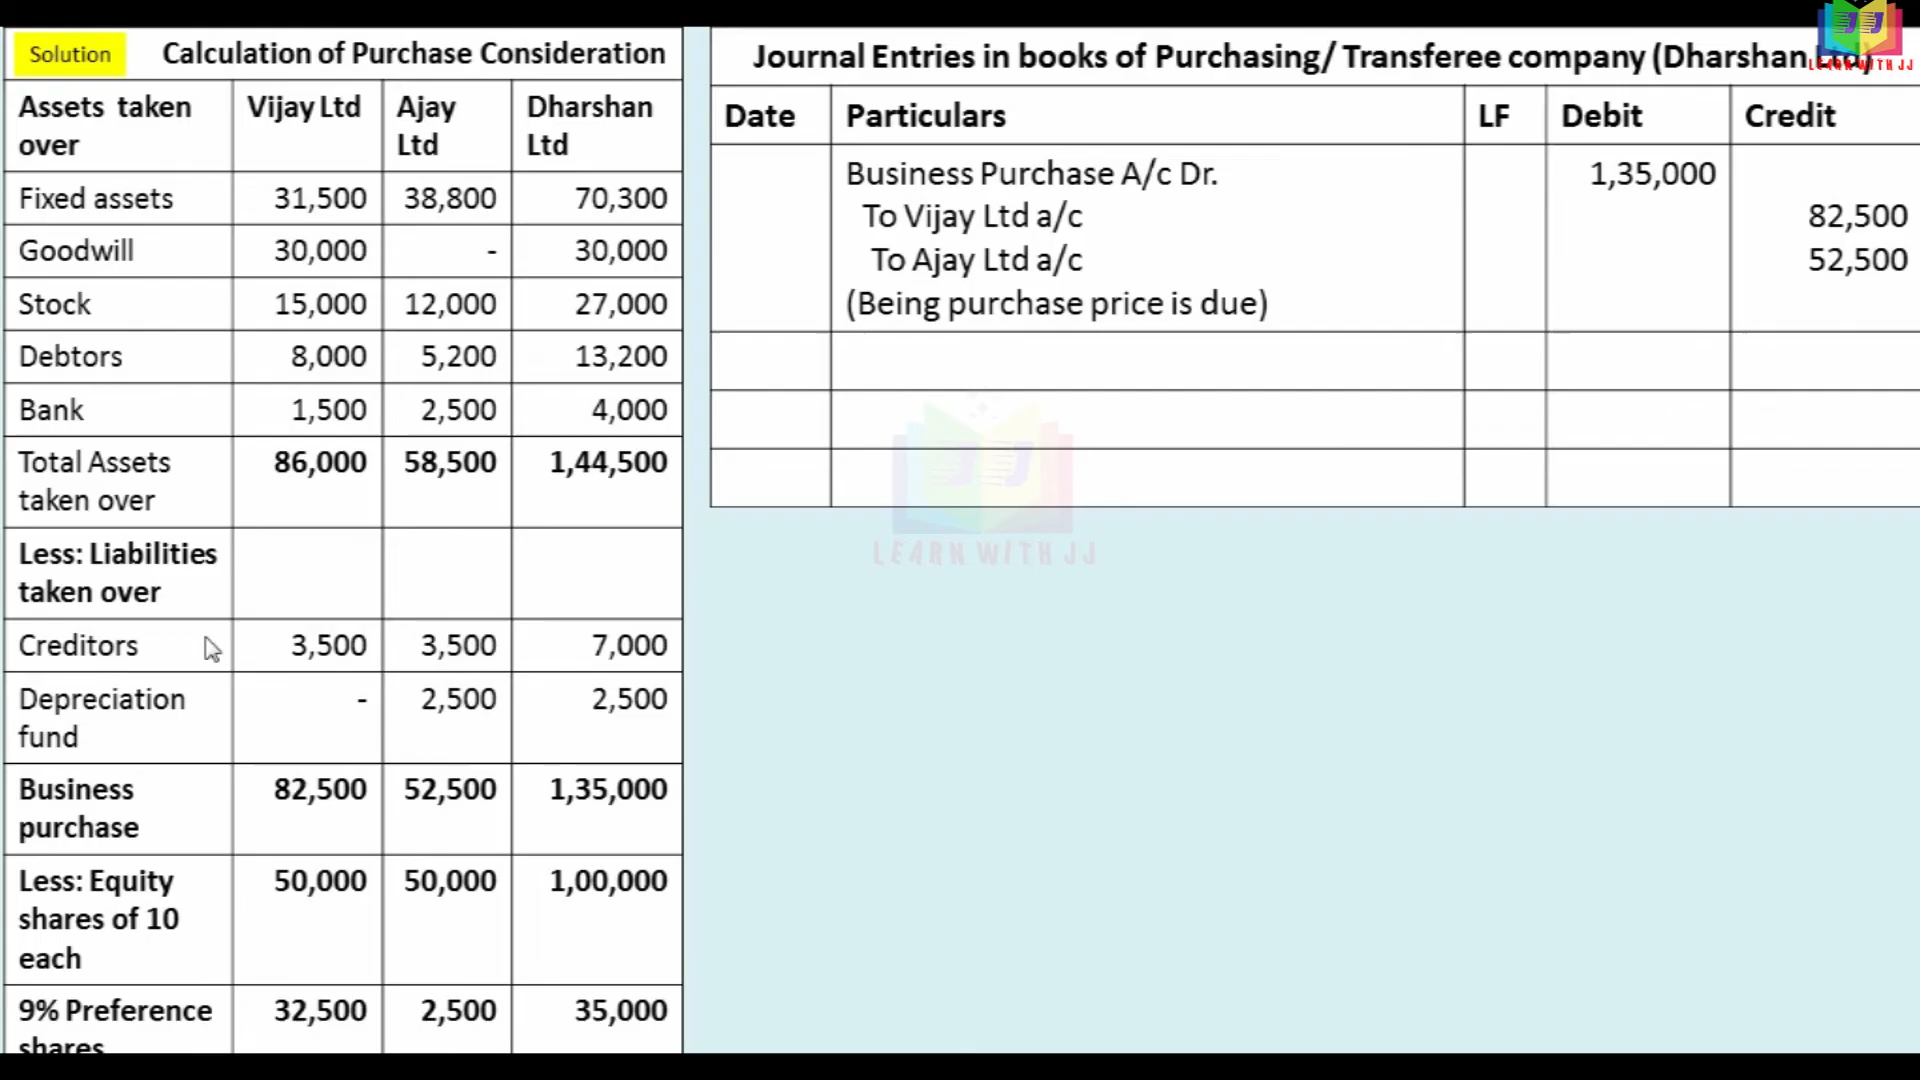 Solution Calculation of Purchase Consideration
Assets taken over Vijay Ltd Ajay Ltd Dharshan Ltd
Fixed assets 31,500 38,800 70,300
Goodwill 30,000 - 30,000
Stock 15,000 12,000 27,000
Debtors 8,000 5,200 13,200
Bank 1,500 2,500 4,000
Total Assets taken over 86,000 58,500 1,44,500
Less: Liabilities taken over
Creditors 3,500 3,500 7,000
Depreciation fund - 2,500 2,500
Business purchase 82,500 52,500 1,35,000
Less: Equity shares of 10 each 50,000 50,000 1,00,000
9% Preference shares 32,500 2,500 35,000
Journal Entries in books of Purchasing/ Transferee company (Dharshan
Date Particulars LF Debit Credit
Business Purchase A/c Dr. 1,35,000
To Vijay Ltd a/c 82,500
To Ajay Ltd a/c 52,500
(Being purchase price is due)
LEARN WITH JJ
LEARN WITH JJ